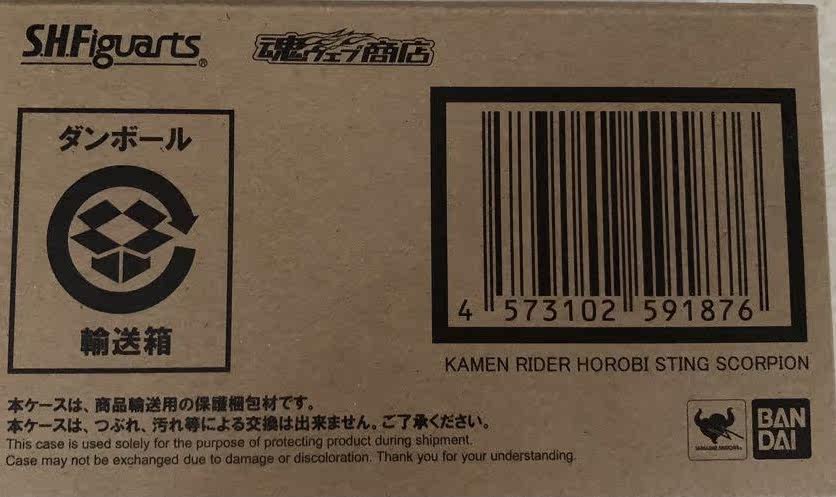 S.H.Figuarts®
魂ウェブ商店
ダンボール
輸送箱
4 573102 591876
KAMEN RIDER HOROBI STING SCORPION
本ケースは、商品輸送用の保護梱包材です。
本ケースは、つぶれ、汚れ等による交換は出来ません。ご了承ください。
This case is used solely for the purpose of protecting product during shipment.
Case may not be exchanged due to damage or discoloration. Thank you for your understanding.
TAMASHII NATIONS
BAN
DAI